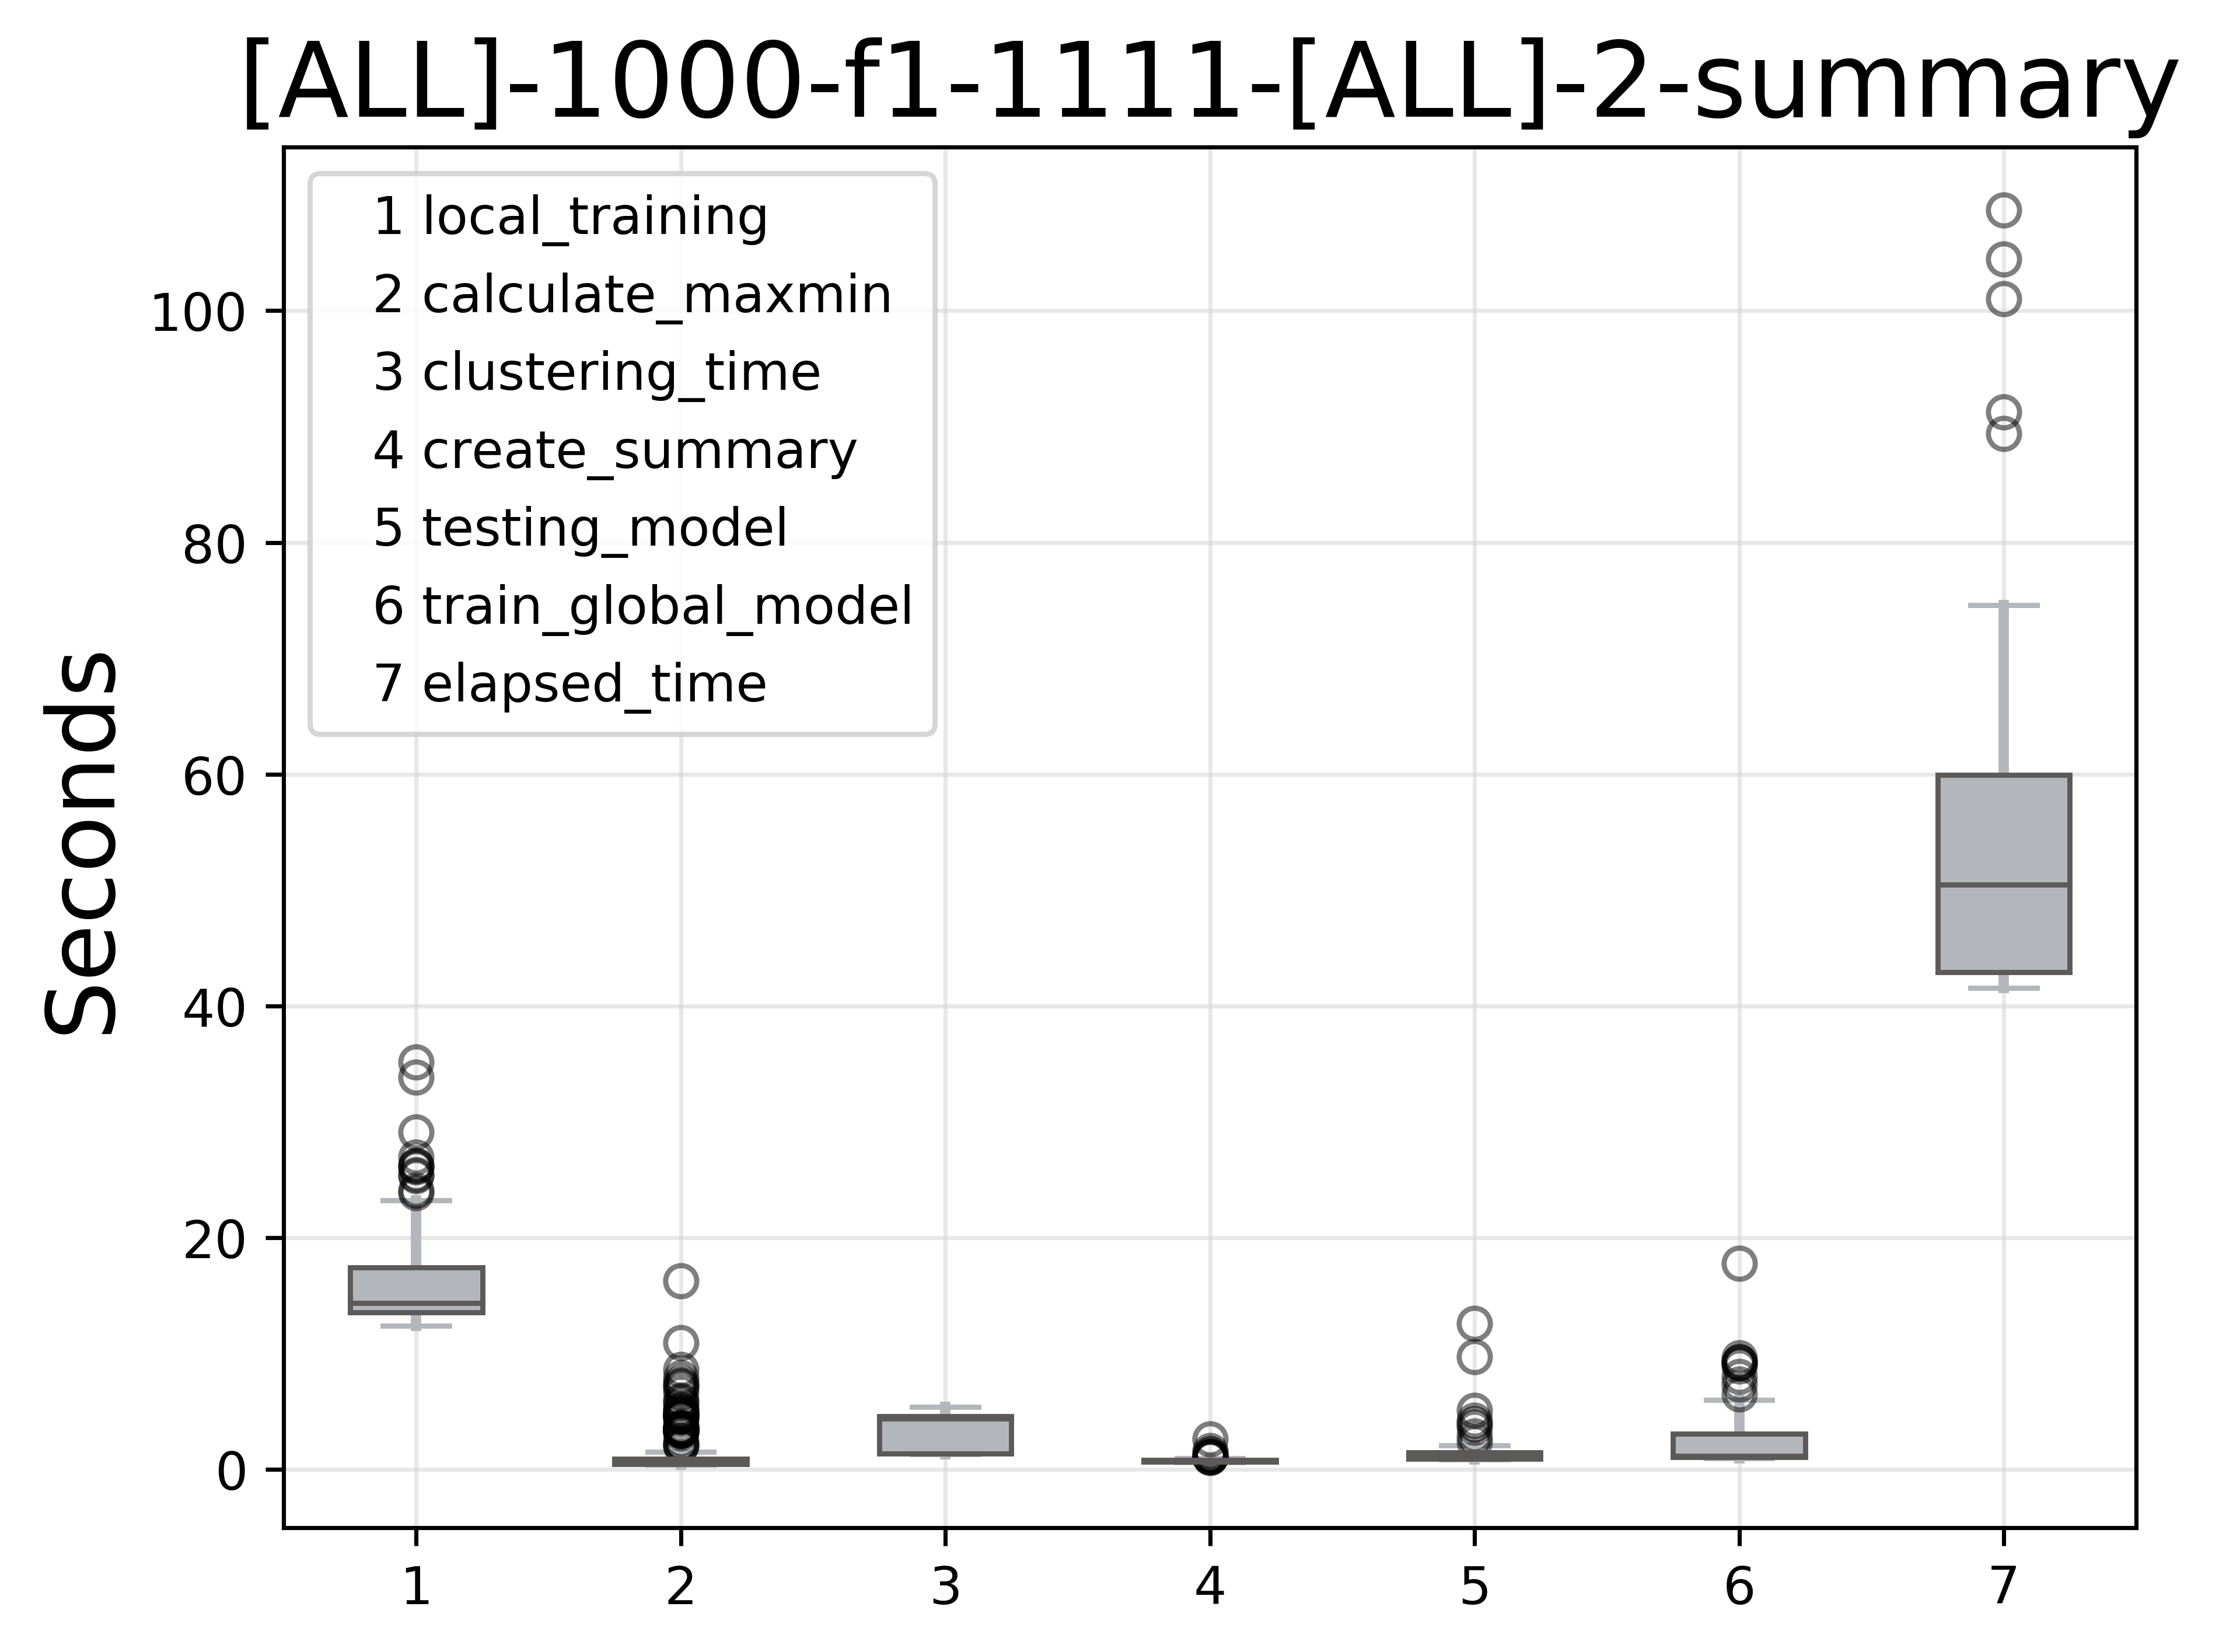 [ALL]-1000-f1-1111-[ALL]-2-summary
1 local_training
2 calculate_maxmin
3 clustering_time
4 create_summary
5 testing_model
6 train_global_model
7 elapsed_time
Seconds
100
80
60
40
20
0
1 2 3 4 5 6 7